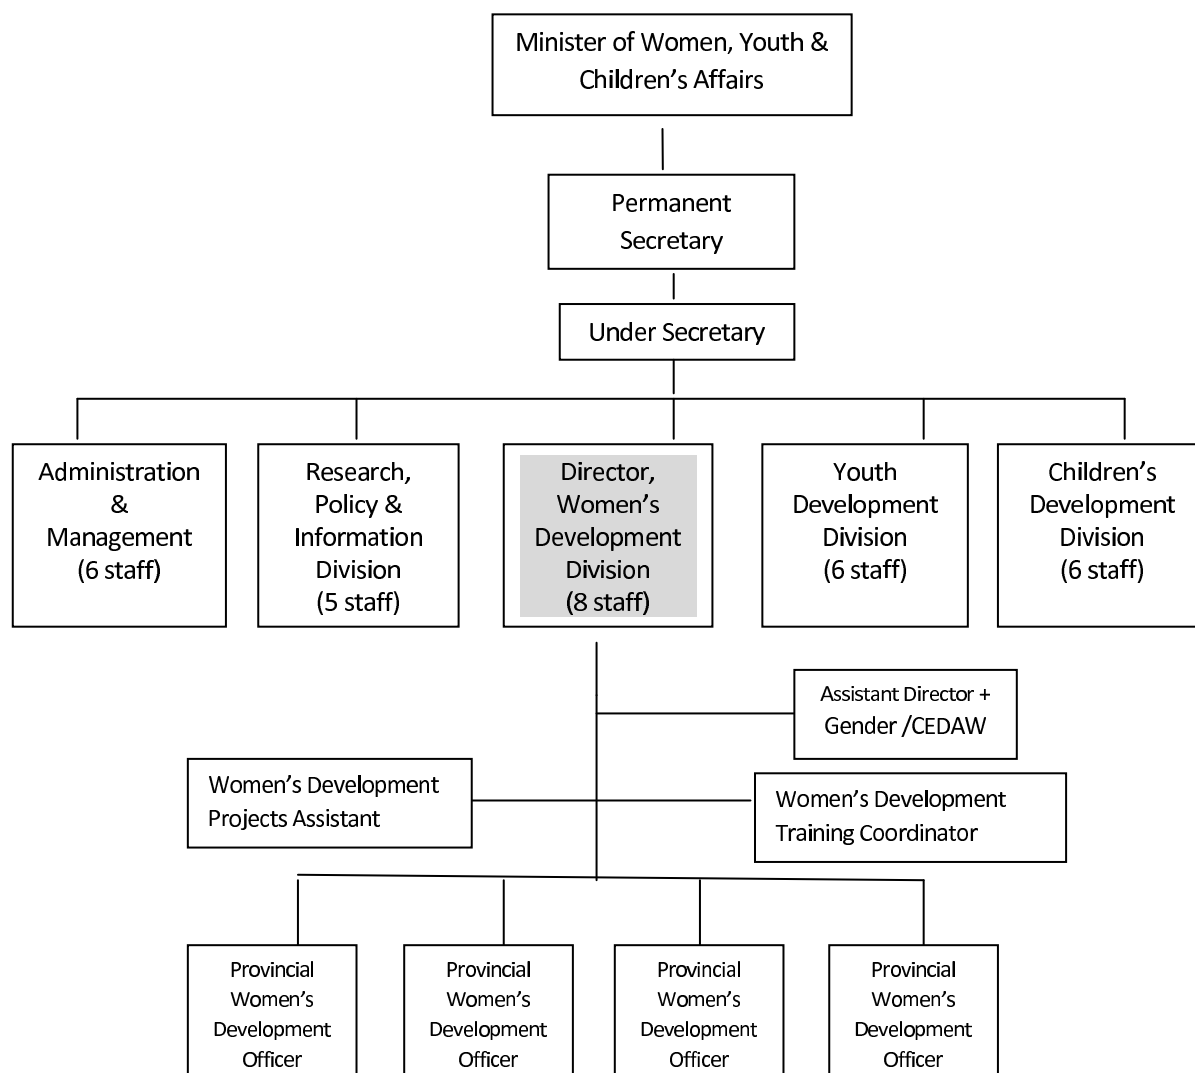 Minister of Women, Youth &
Children’s Affairs
Permanent
Secretary
Under Secretary
Administration
&
Management
(6 staff)
Research,
Policy &
Information
Division
(5 staff)
Director,
Women’s
Development
Division
(8 staff)
Youth
Development
Division
(6 staff)
Children’s
Development
Division
(6 staff)
Assistant Director +
Gender /CEDAW
Women’s Development
Projects Assistant
Women’s Development
Training Coordinator
Provincial
Women’s
Development
Officer
Provincial
Women’s
Development
Officer
Provincial
Women’s
Development
Officer
Provincial
Women’s
Development
Officer